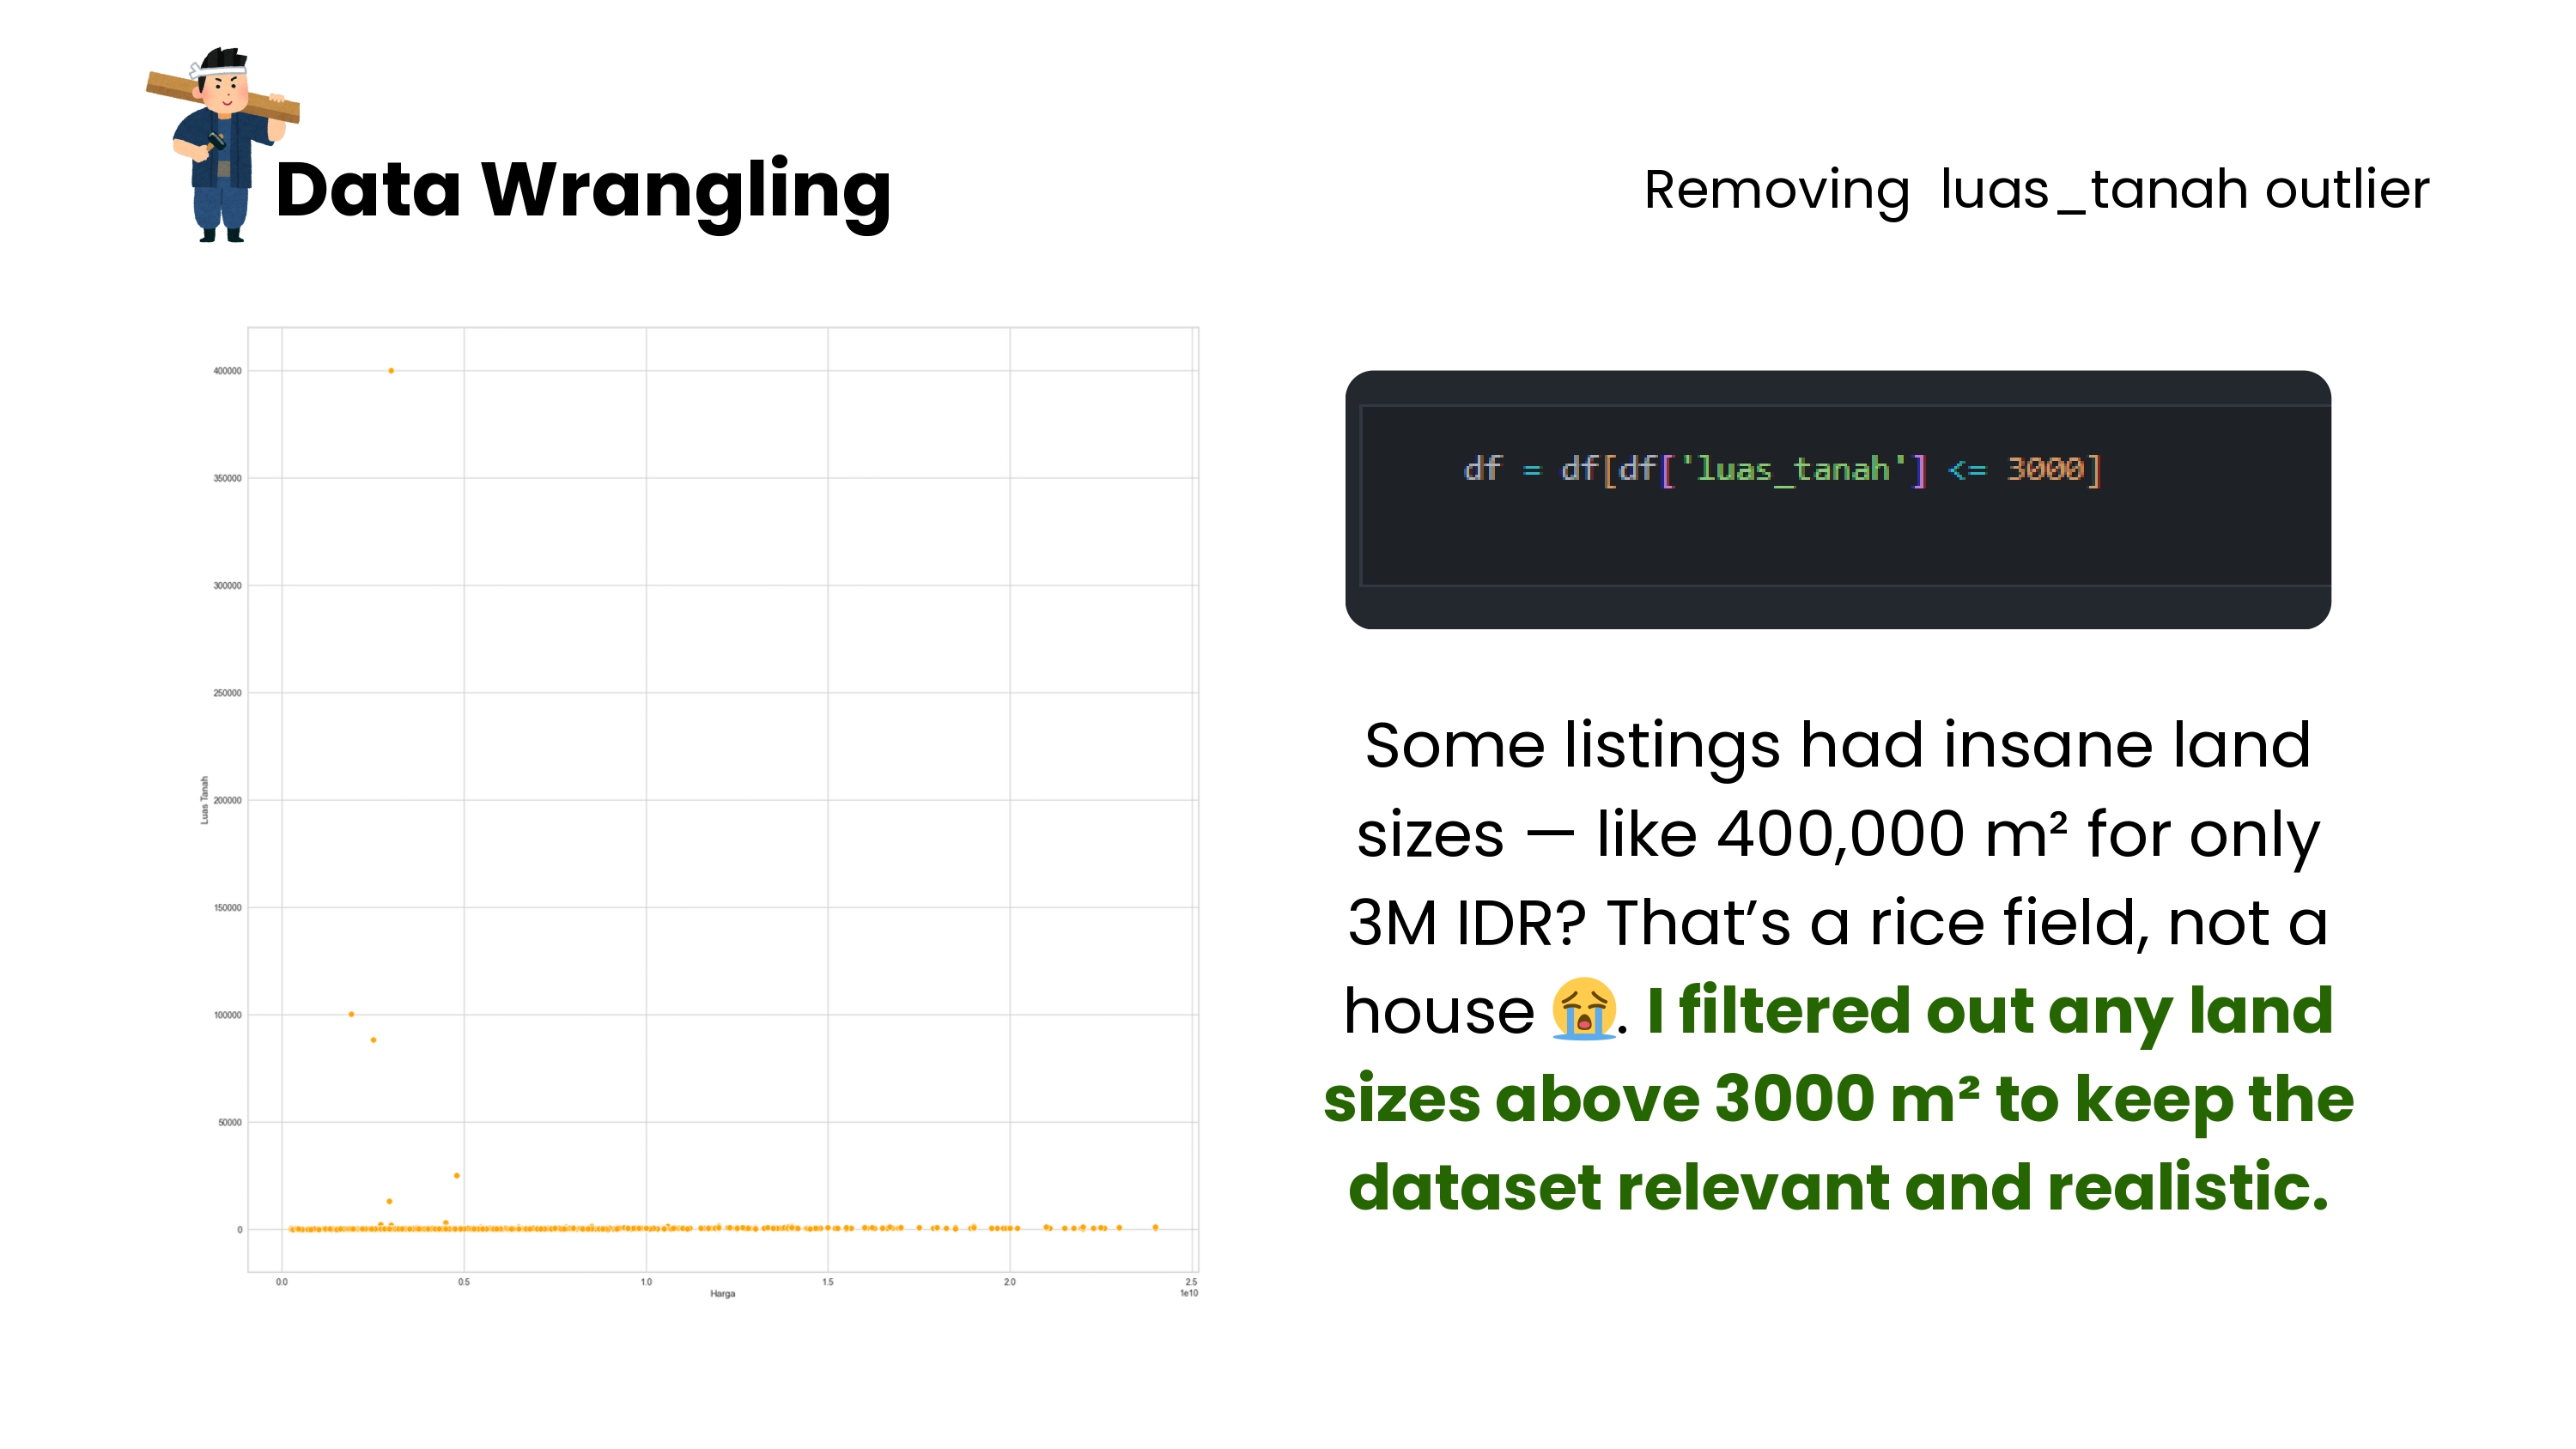 Data Wrangling
Removing  luas_tanah outlier
400000
350000
300000
250000
200000
150000
100000
50000
0
Luas Tanah
0.0
0.5
1.0
1.5
2.0
2.5
1e10
Harga
df = df[df['luas_tanah'] <= 3000]
Some listings had insane land
sizes — like 400,000 m² for only
3M IDR? That’s a rice field, not a
house 😭. I filtered out any land
sizes above 3000 m² to keep the
dataset relevant and realistic.